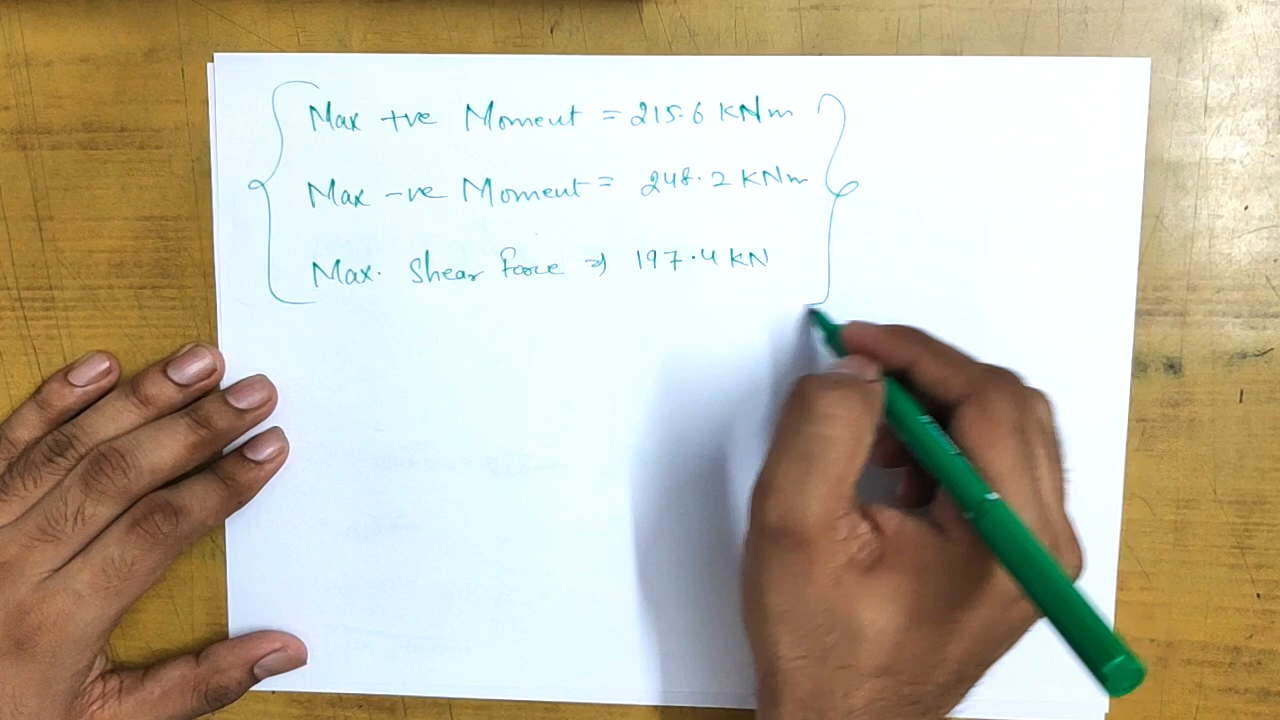 Max +ve Moment = 215.6 KNm
Max -ve Moment = 248.2 KNm
Max. Shear Force ⇒ 197.4 KN